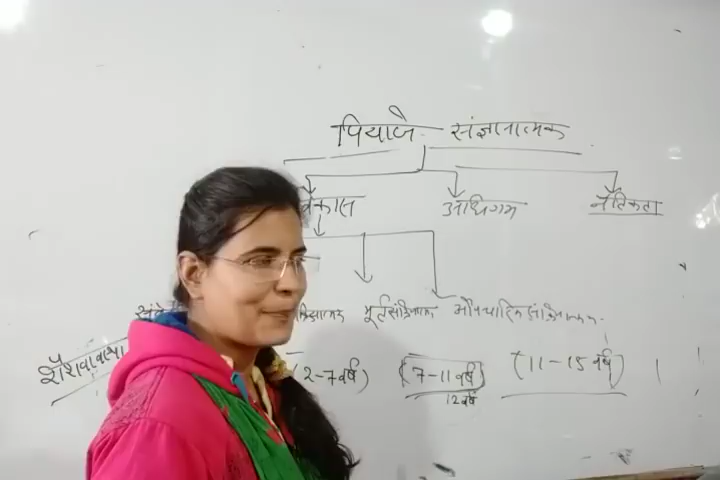 पियाजे - संज्ञानात्मक
विकास अधिगम नैतिकता
मूर्तसंक्रियात्मक औपचारिक संक्रियात्मक
शैशवावस्था (2-7 वर्ष) (7-11 वर्ष) (11-15 वर्ष)
12 वर्ष